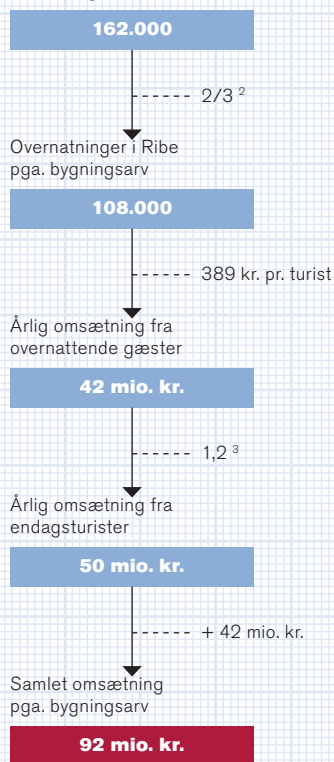 162.000
2/3 ²
Overnatninger i Ribe
pga. bygningsarv
108.000
389 kr. pr. turist
Årlig omsætning fra
overnattende gæster
42 mio. kr.
1,2 ³
Årlig omsætning fra
endagsturister
50 mio. kr.
+ 42 mio. kr.
Samlet omsætning
pga. bygningsarv
92 mio. kr.